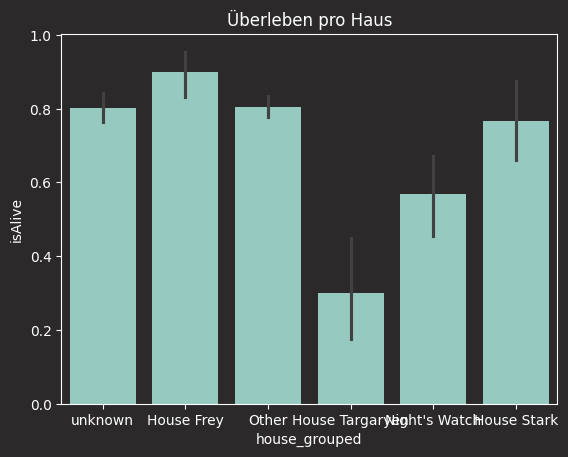 Überleben pro Haus
isAlive
1.0
0.8
0.6
0.4
0.2
0.0
unknown House Frey Other House Targaryen Night's Watch House Stark
house_grouped